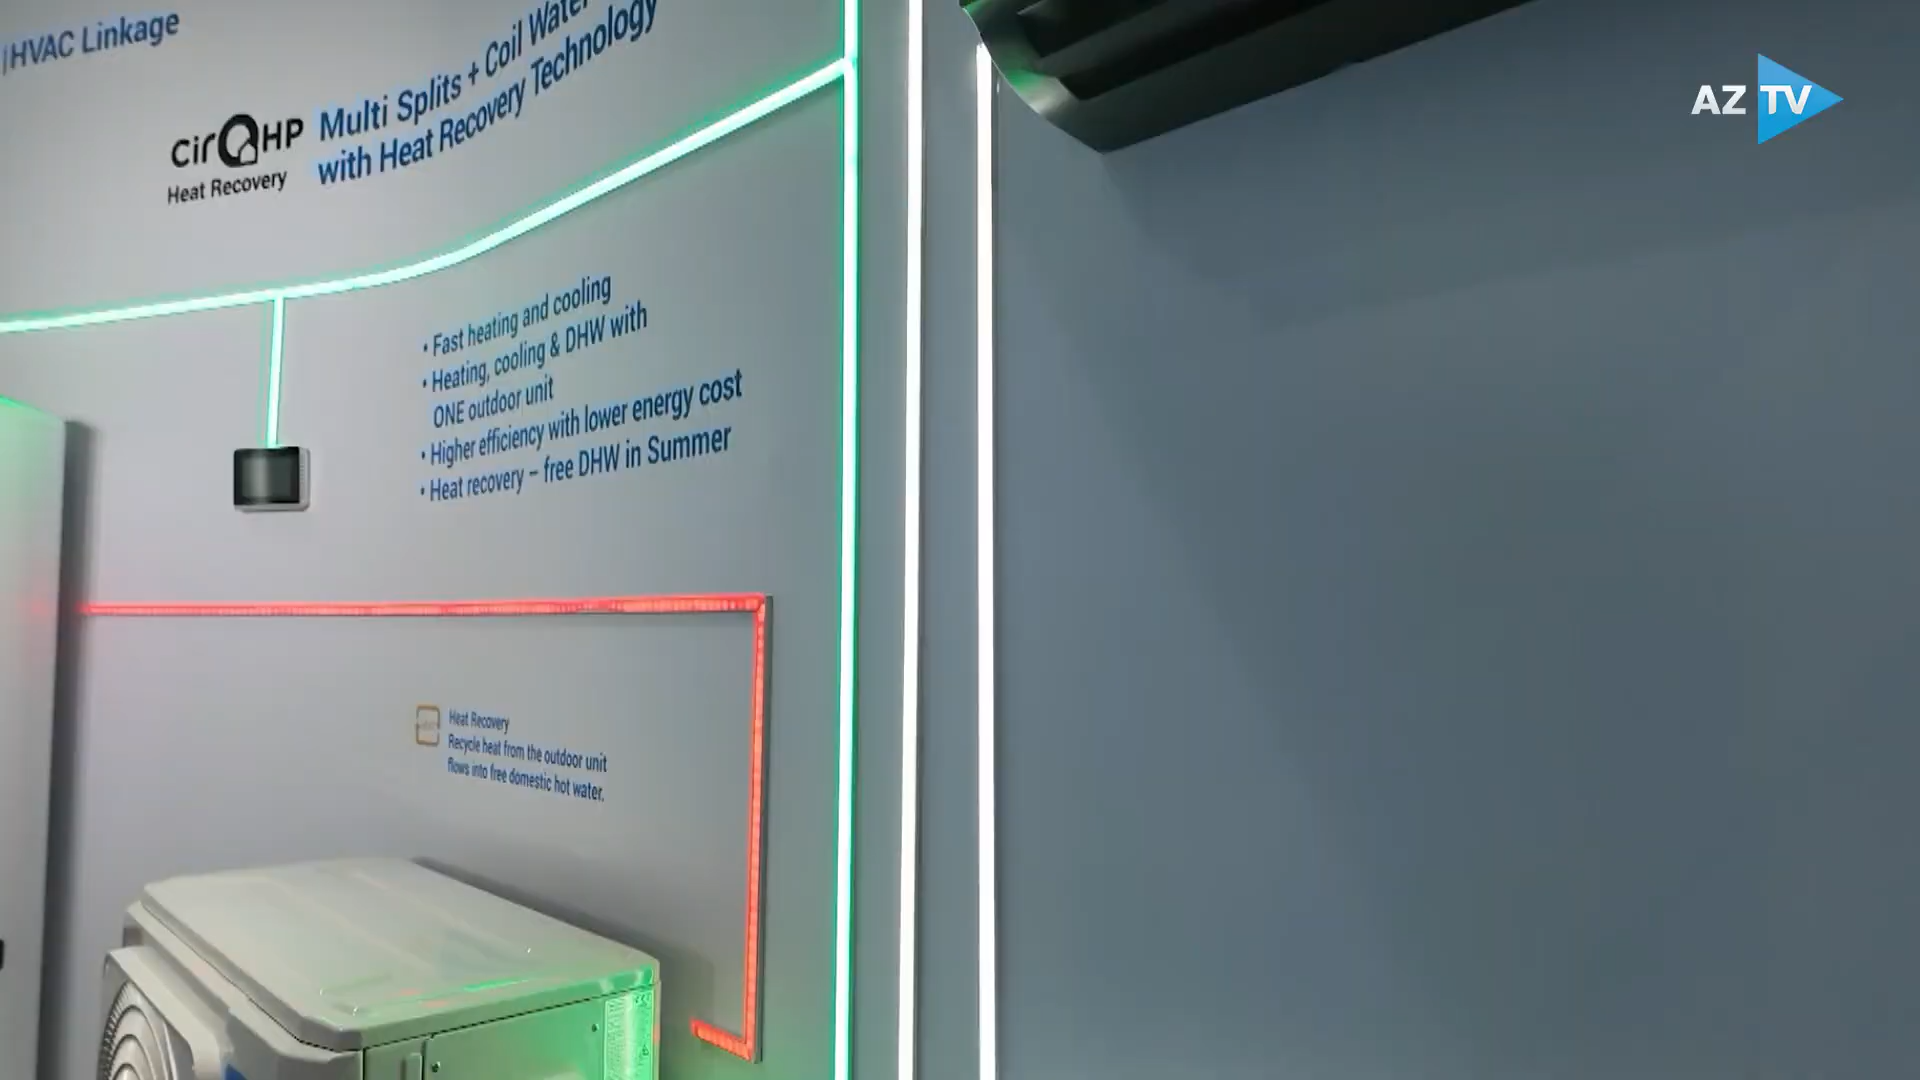 HVAC Linkage
CirQHP
Heat Recovery
Multi Splits + Coil Water
with Heat Recovery Technology
• Fast heating and cooling
• Heating, cooling & DHW with
ONE outdoor unit
• Higher efficiency with lower energy cost
• Heat recovery – free DHW in Summer
Heat Recovery
Recycle heat from the outdoor unit
flows into free domestic hot water.
AZTV